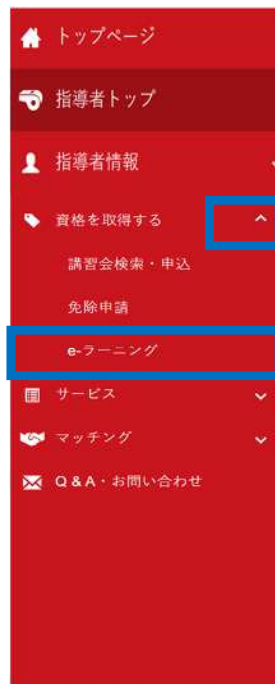 トップページ
指導者トップ
指導者情報
資格を取得する
講習会検索・申込
免除申請
e-ラーニング
サービス
マッチング
Q & A・お問い合わせ